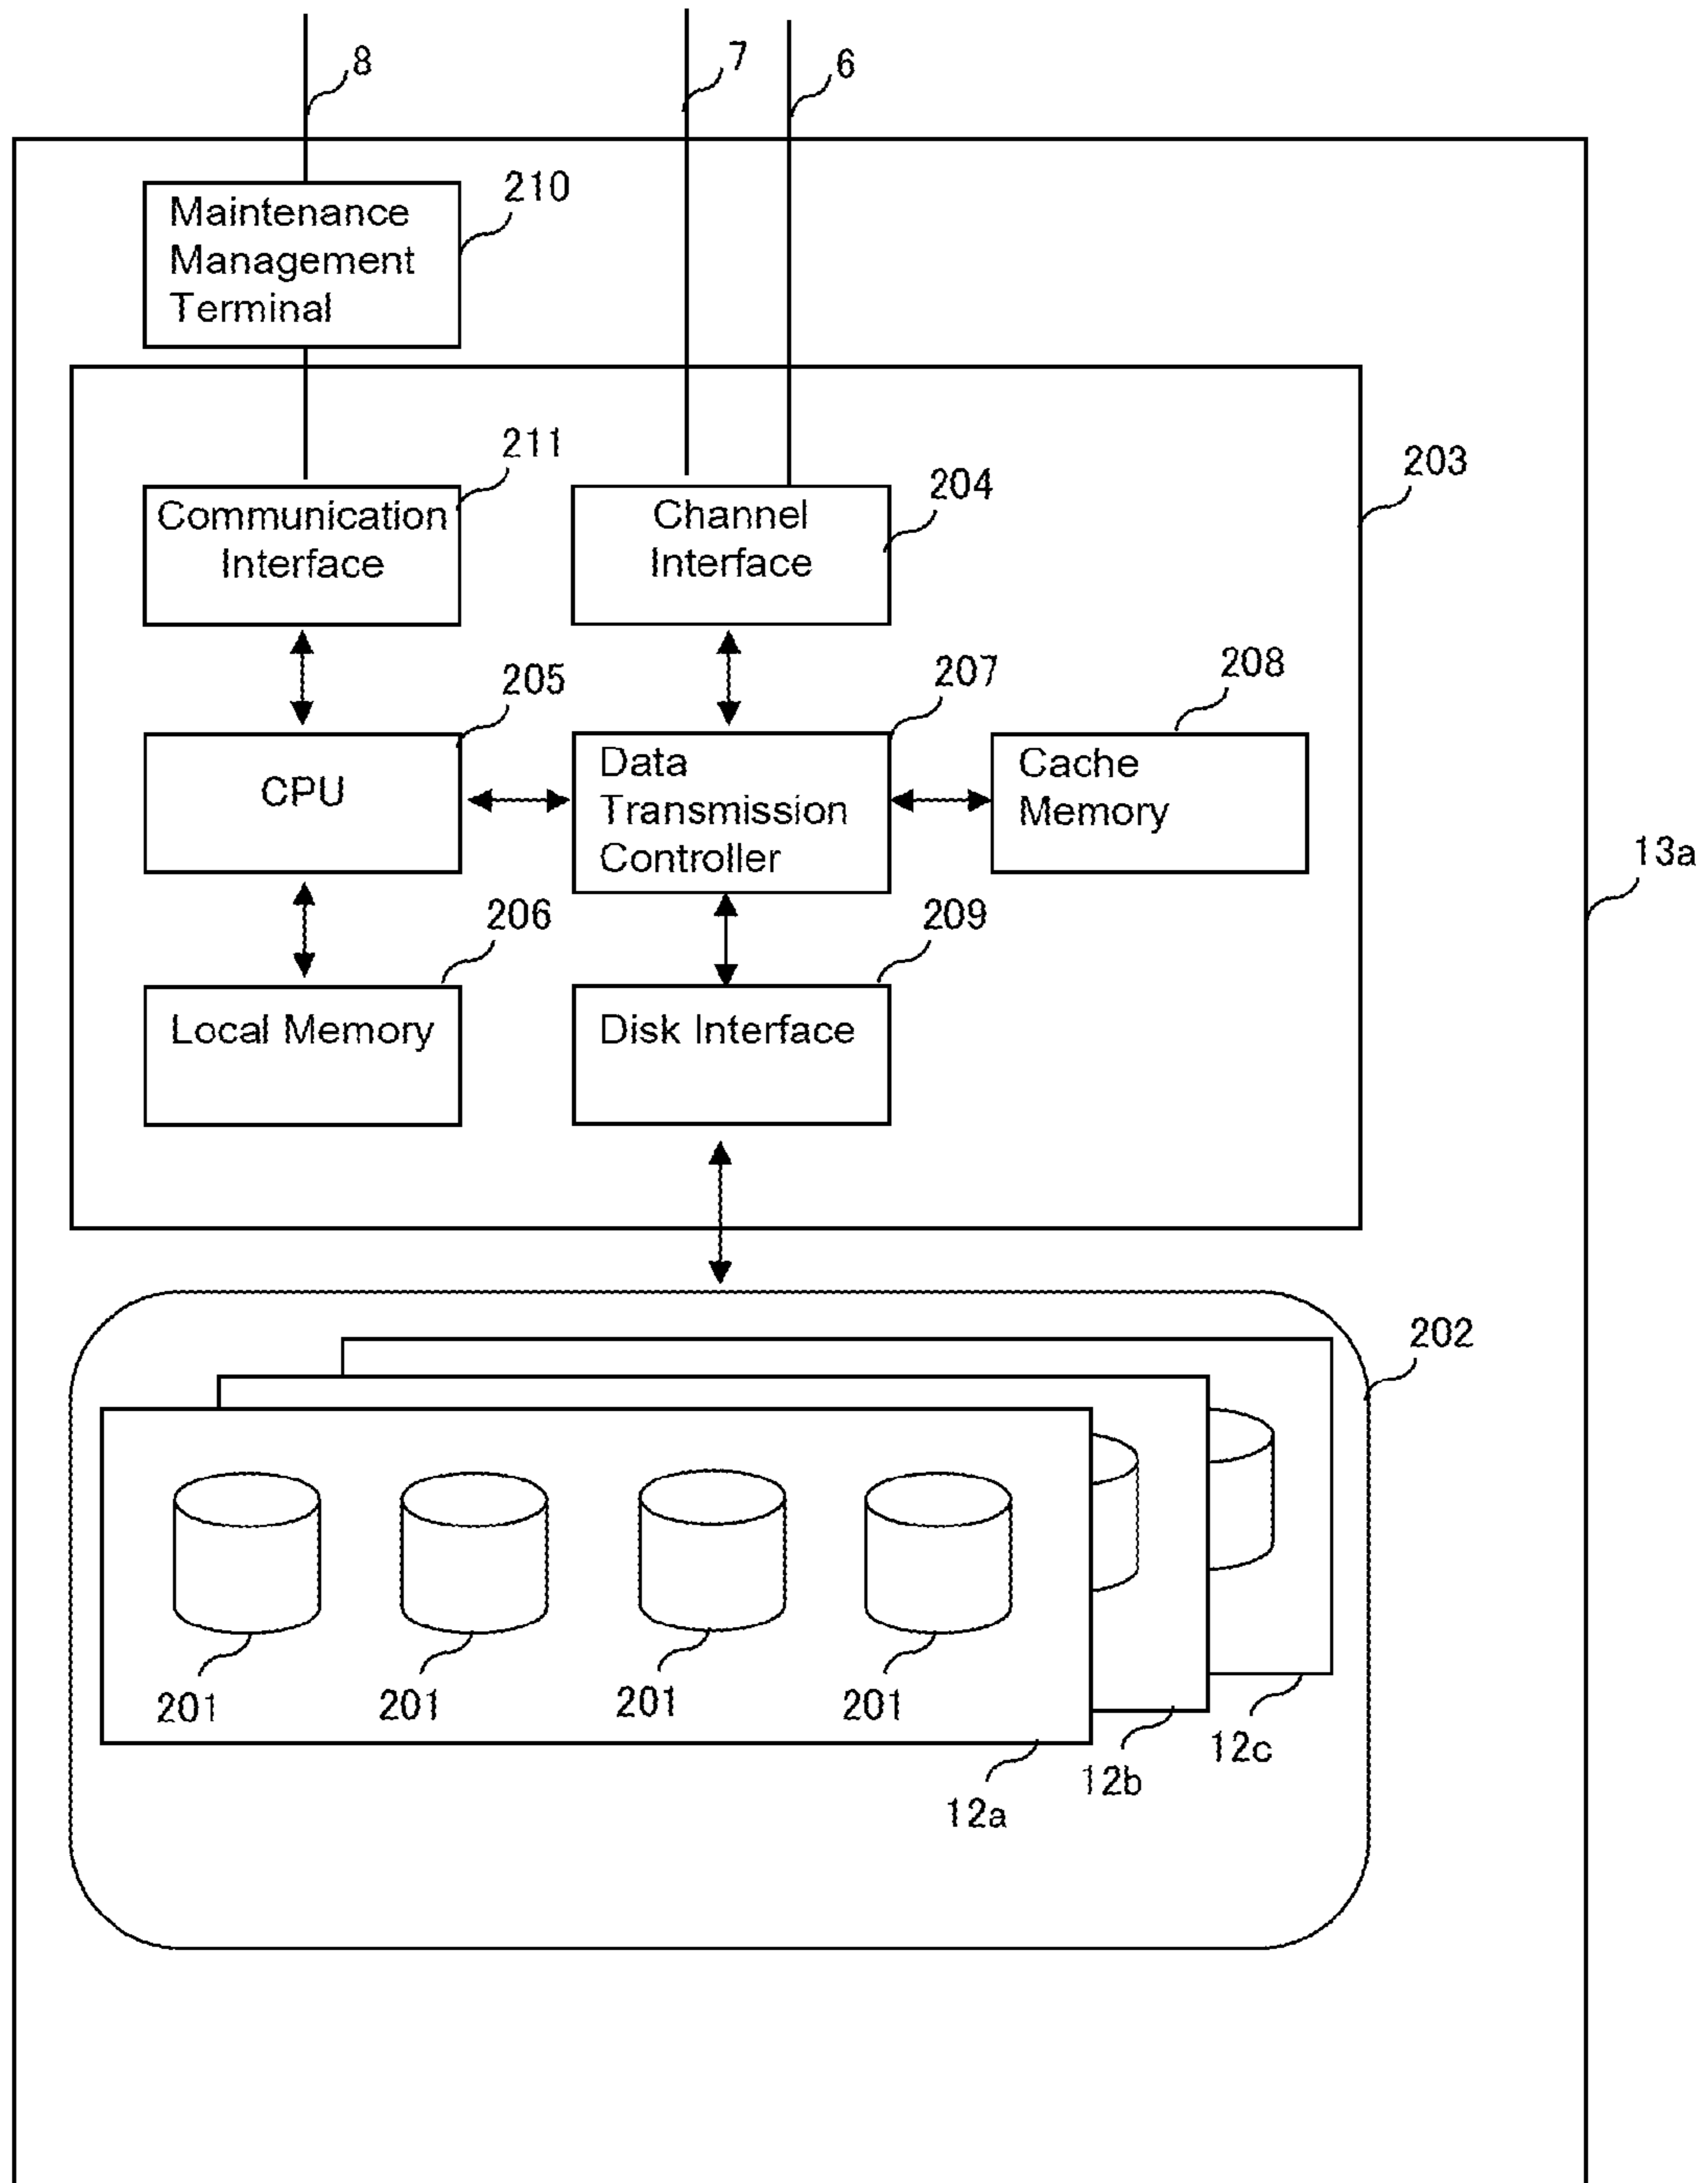 8
7
6
210
Maintenance
Management
Terminal
211
Communication
Interface
204
Channel
Interface
203
205
CPU
207
Data
Transmission
Controller
208
Cache
Memory
13a
206
Local Memory
209
Disk Interface
202
201
201
201
201
12c
12b
12a